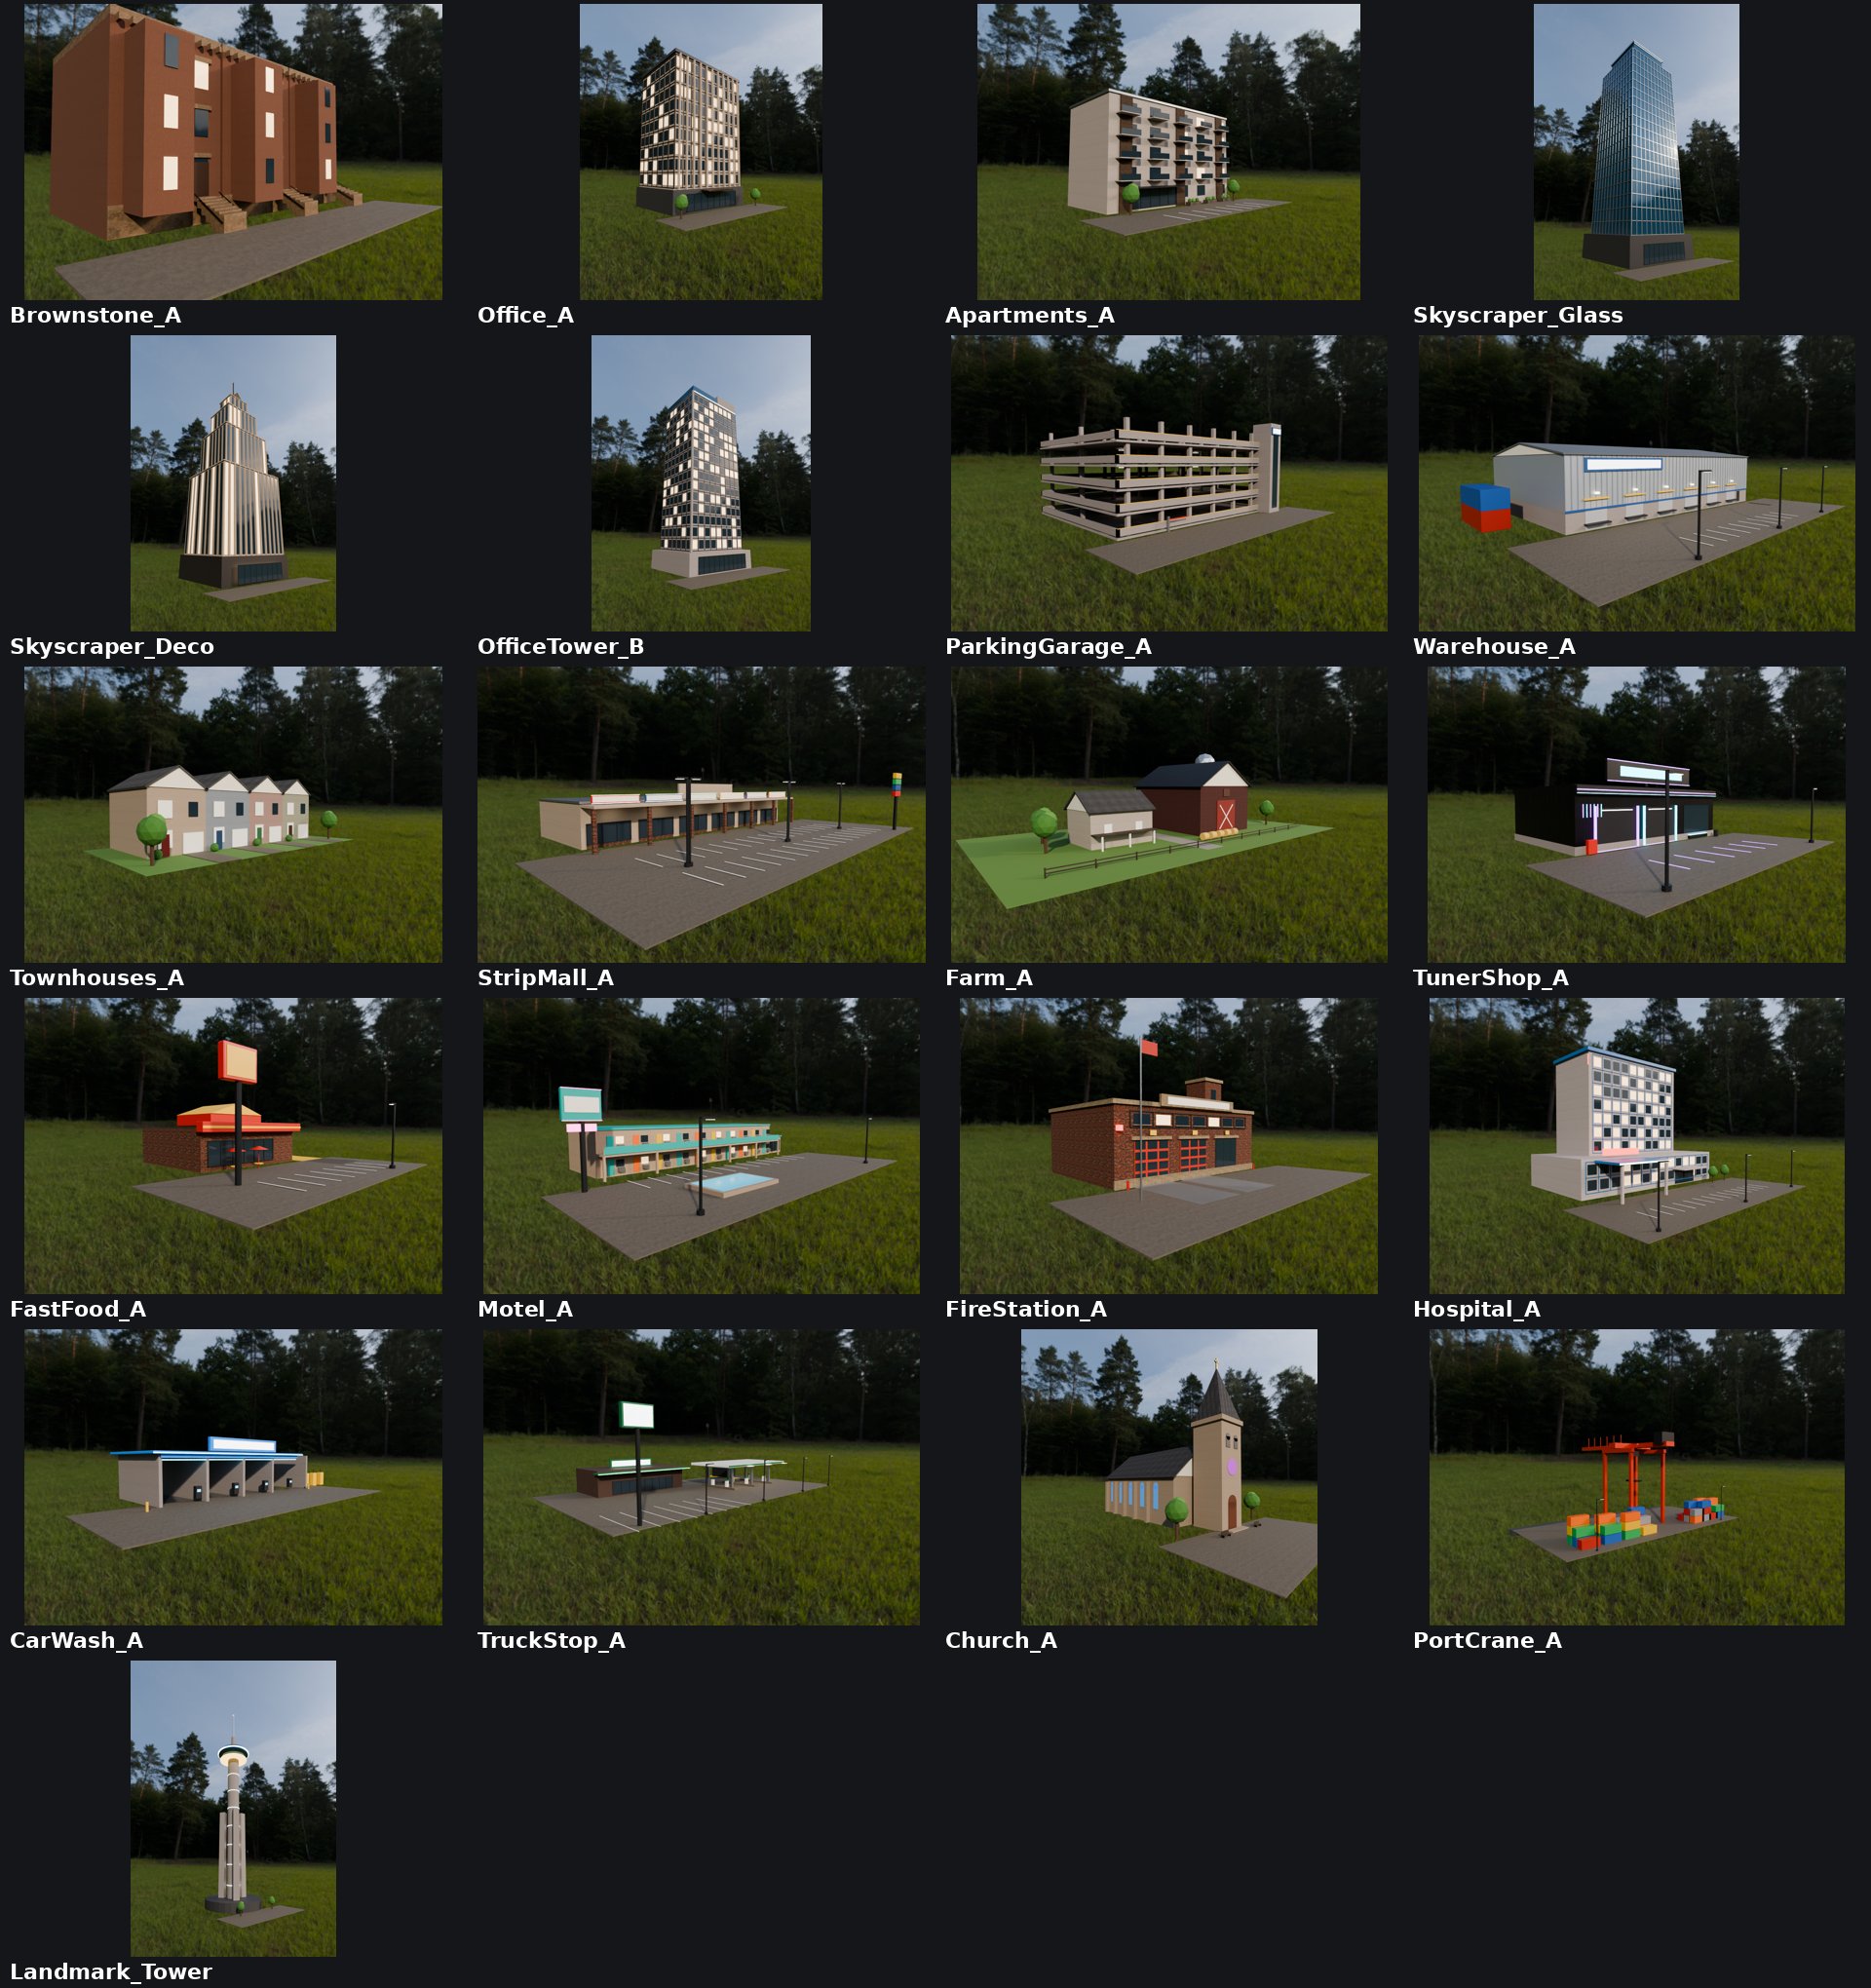 Brownstone_A
Office_A
Apartments_A
Skyscraper_Glass
Skyscraper_Deco
OfficeTower_B
ParkingGarage_A
Warehouse_A
Townhouses_A
StripMall_A
Farm_A
TunerShop_A
FastFood_A
Motel_A
FireStation_A
Hospital_A
CarWash_A
TruckStop_A
Church_A
PortCrane_A
Landmark_Tower